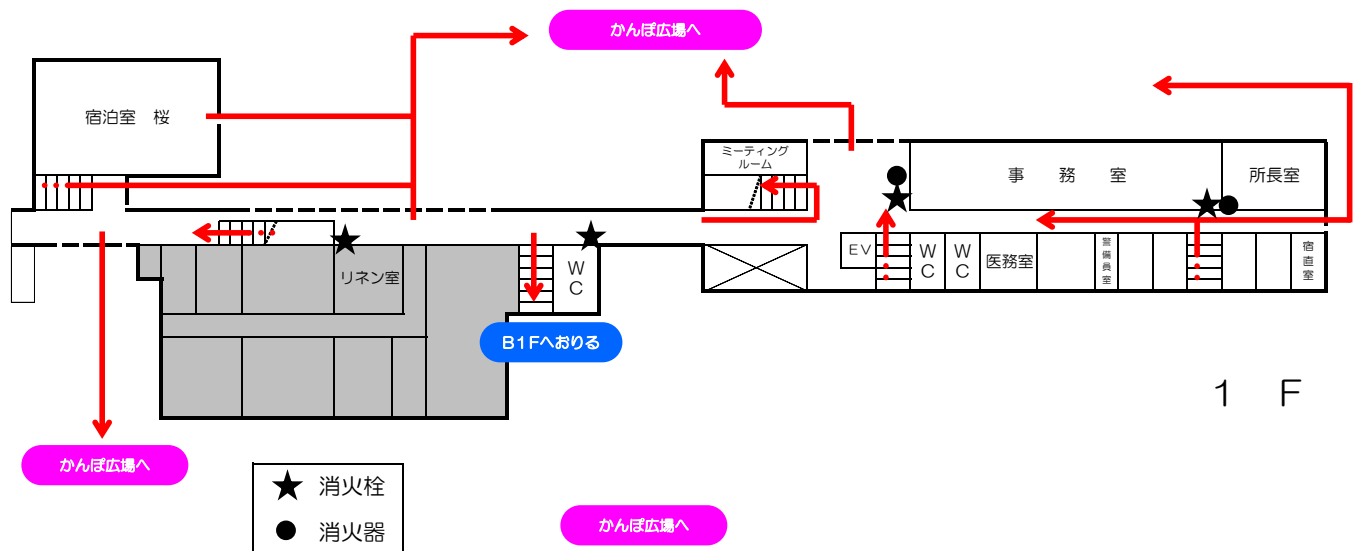 かんぽ広場へ
宿泊室　桜
ミーティング
ルーム
事　務　室
所長室
リネン室
WC
EV
WC
WC
医務室
警備員室
宿直室
B1Fへおりる
1　F
かんぽ広場へ
★ 消火栓
● 消火器
かんぽ広場へ